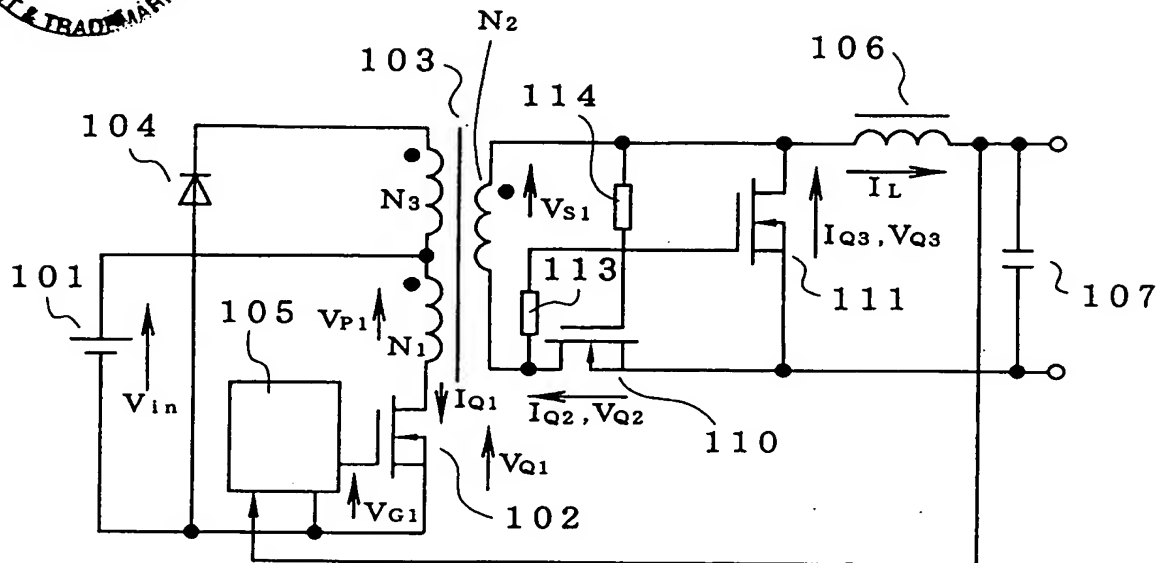 & TRADEMARK
N2
106
103
114
104
IL
VS1
N3
IQ3, VQ3
113
101
111
107
105
VP1
N1
Vin
IQ1
IQ2, VQ2
110
VQ1
VG1
102